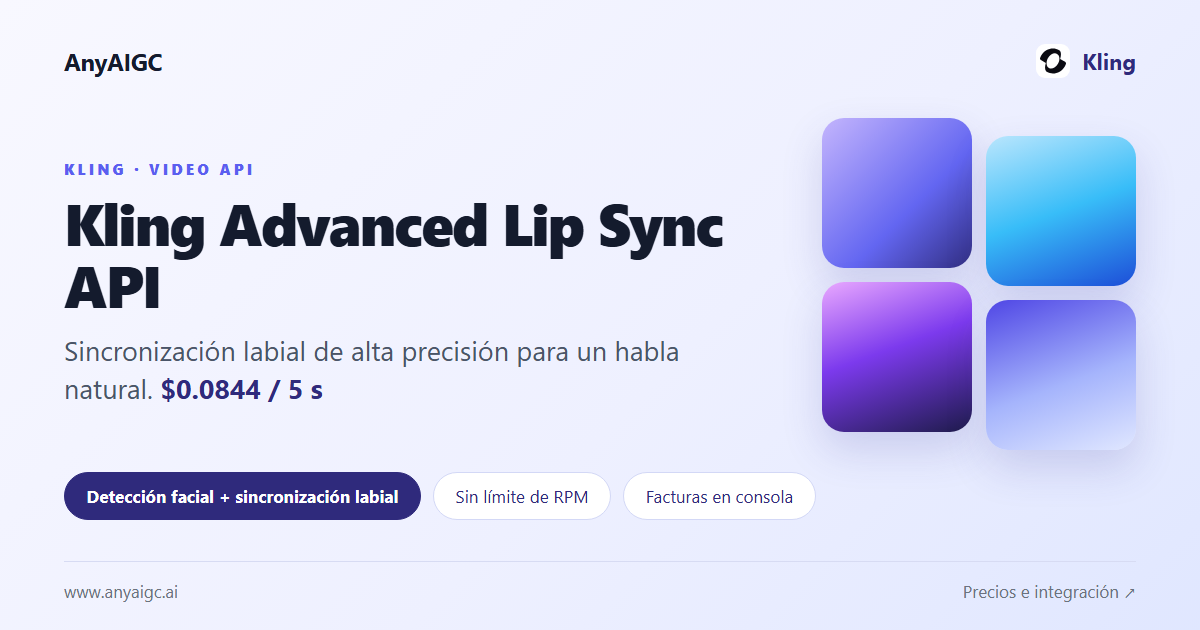 AnyAIGC
Kling
KLING · VIDEO API
Kling Advanced Lip Sync
API
Sincronización labial de alta precisión para un habla
natural. $0.0844 / 5 s
Detección facial + sincronización labial
Sin límite de RPM
Facturas en consola
www.anyaigc.ai
Precios e integración ↗